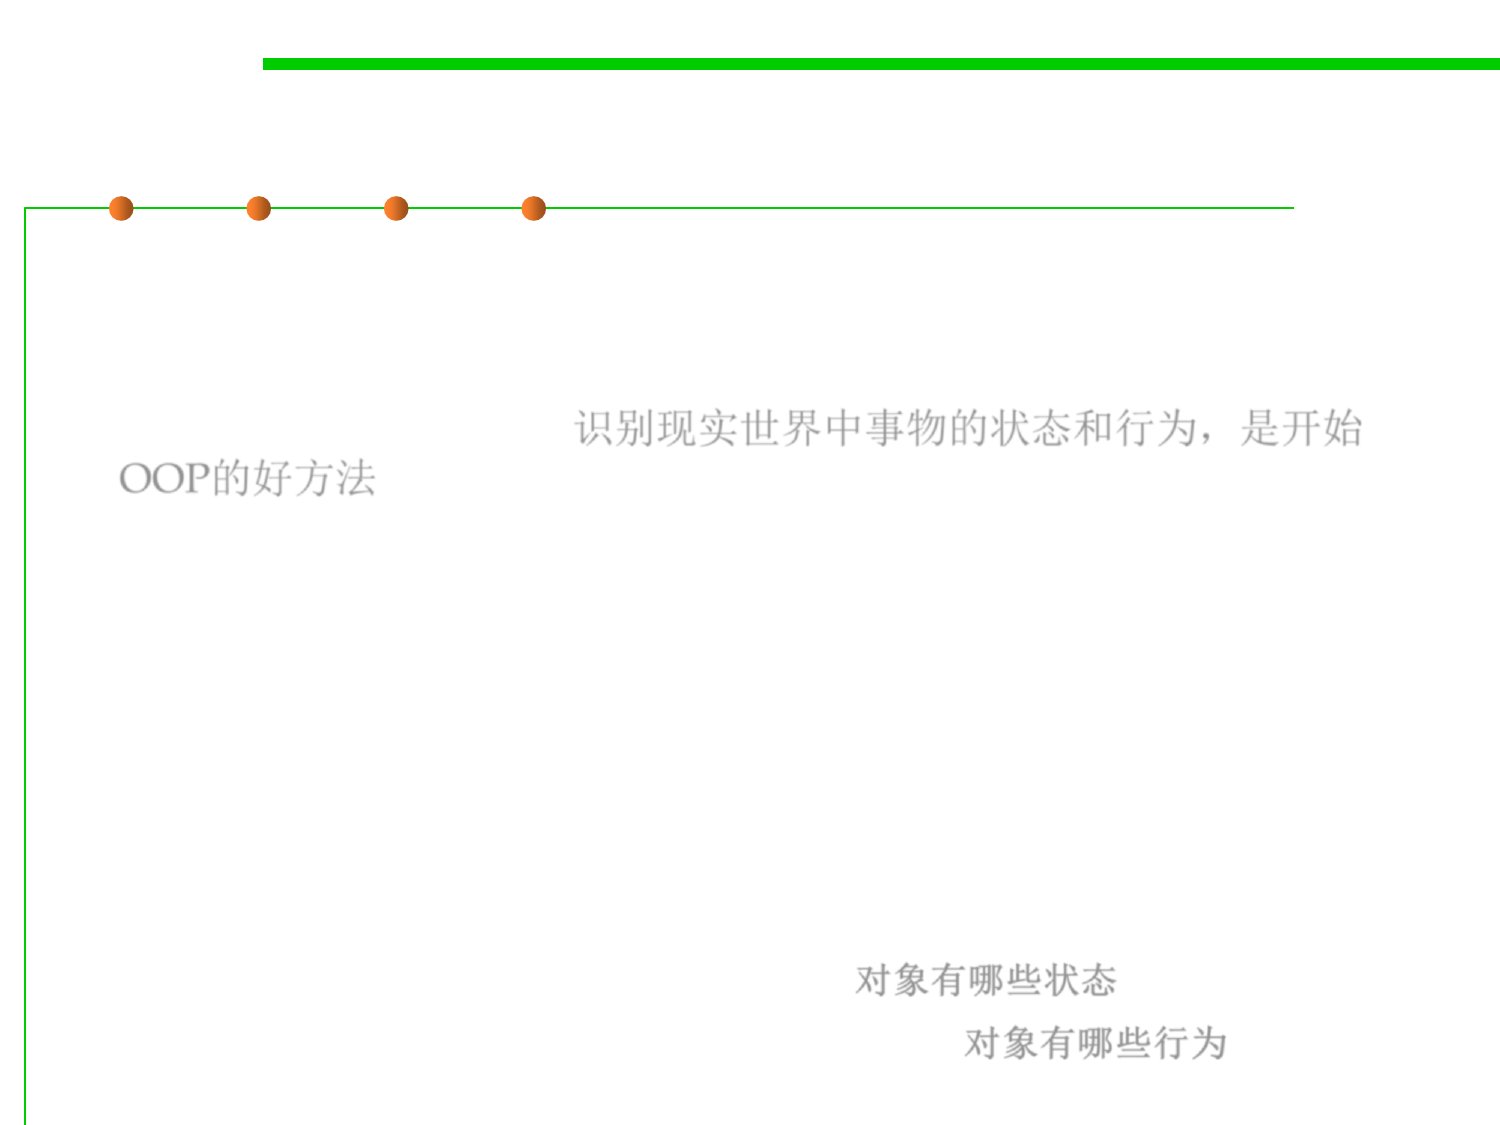 识别现实世界中事物的状态和行为，是开始
OOP的好方法
对象有哪些状态
对象有哪些行为